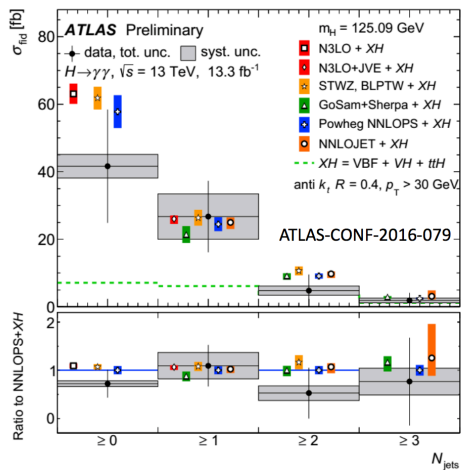 σfid [fb]
ATLAS Preliminary
data, tot. unc. syst. unc.
H→γγ, √s = 13 TeV, 13.3 fb⁻¹
m_H = 125.09 GeV
N3LO + XH
N3LO+JVE + XH
STWZ, BLPTW + XH
GoSam+Sherpa + XH
Powheg NNLOPS + XH
NNLOJET + XH
XH = VBF + VH + ttH
anti k_t R = 0.4, p_T > 30 GeV
ATLAS-CONF-2016-079
80
60
40
20
0
Ratio to NNLOPS+XH
2
1
0
≥ 0 ≥ 1 ≥ 2 ≥ 3
N_jets